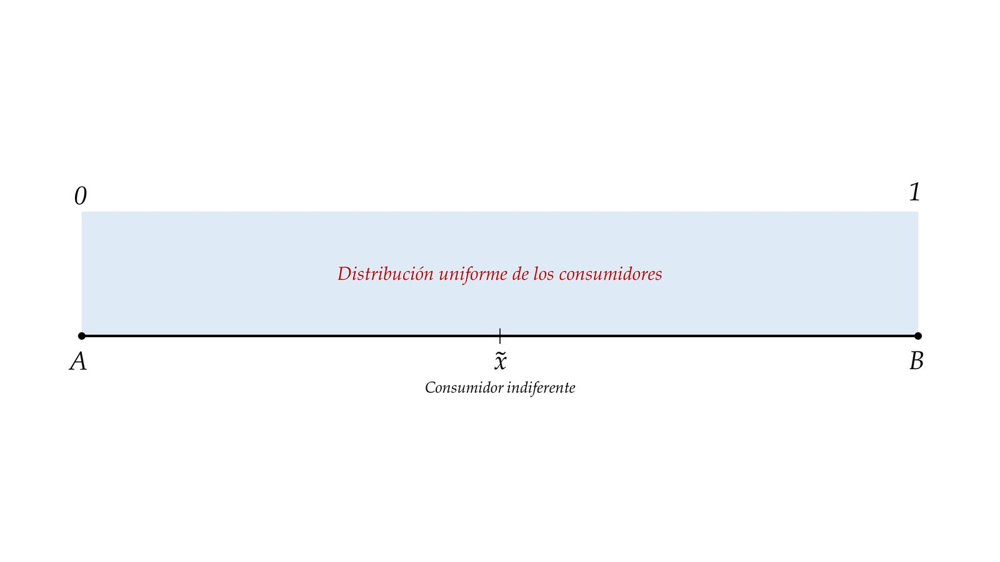 0 1
Distribución uniforme de los consumidores
A x̃ B
Consumidor indiferente